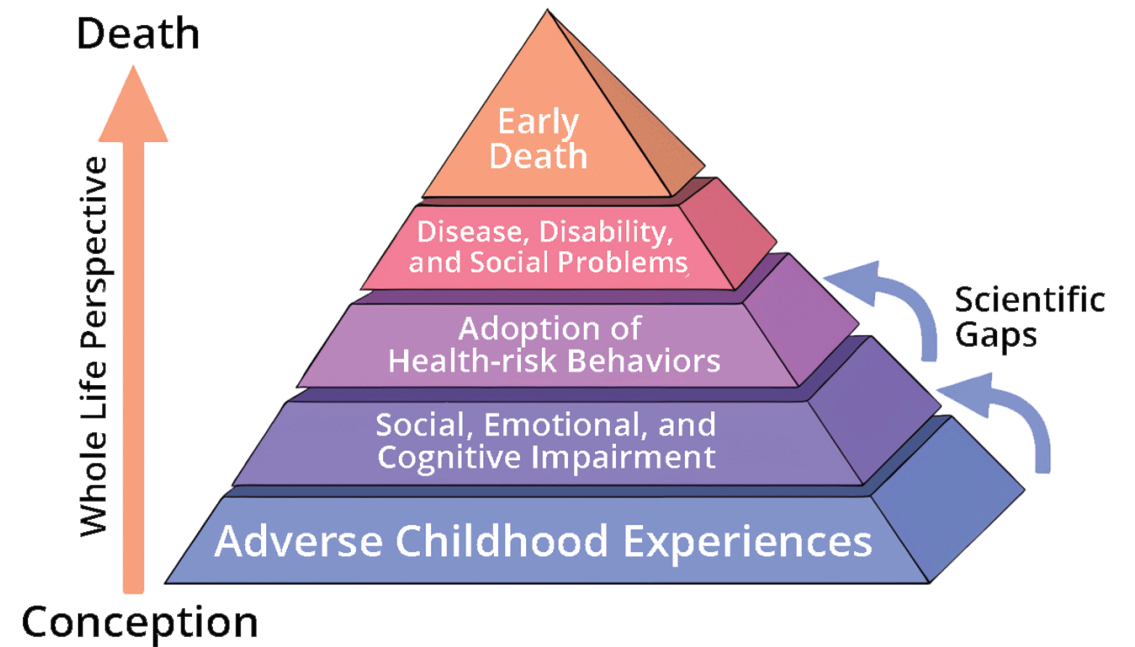 Death
Whole Life Perspective
Conception
Early
Death
Disease, Disability,
and Social Problems
Adoption of
Health-risk Behaviors
Social, Emotional, and
Cognitive Impairment
Adverse Childhood Experiences
Scientific
Gaps